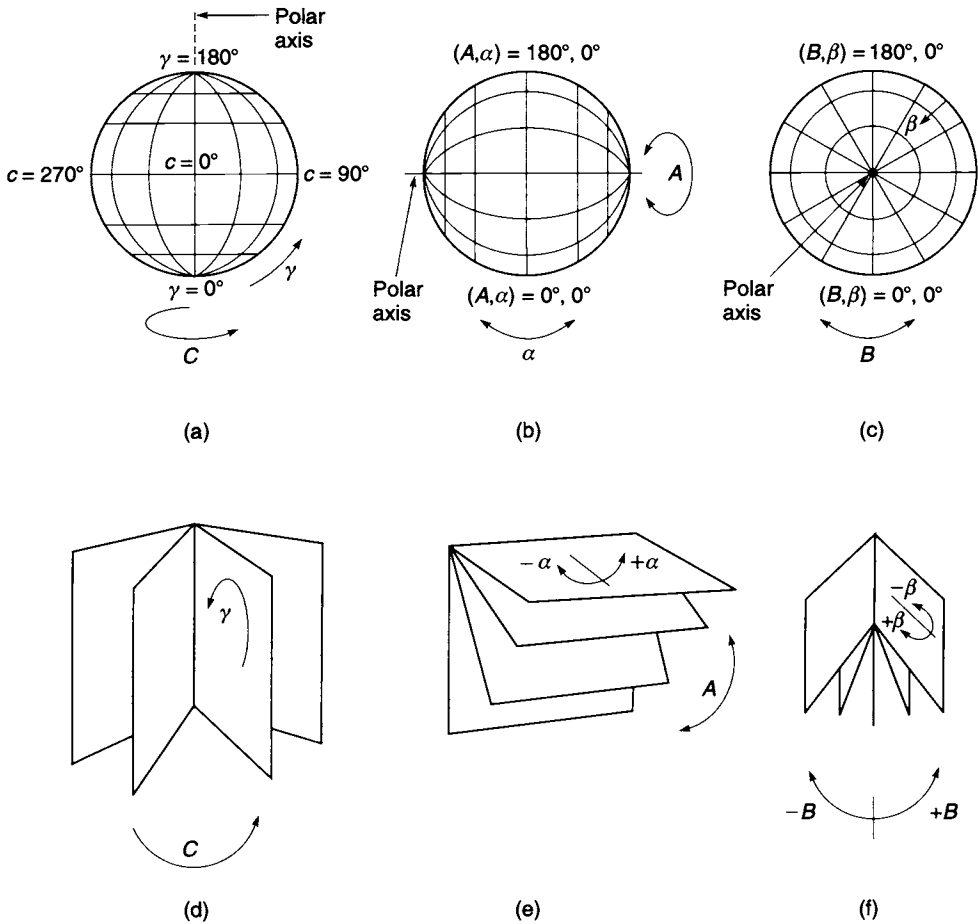 Polar
axis
γ = 180°
c = 0°
c = 270°
c = 90°
γ
γ = 0°
C
(a)
(A,α) = 180°, 0°
A
Polar
axis
(A,α) = 0°, 0°
α
(b)
(B,β) = 180°, 0°
β
Polar
axis
(B,β) = 0°, 0°
B
(c)
γ
C
(d)
−α
+α
A
(e)
−β
+β
−B
+B
(f)